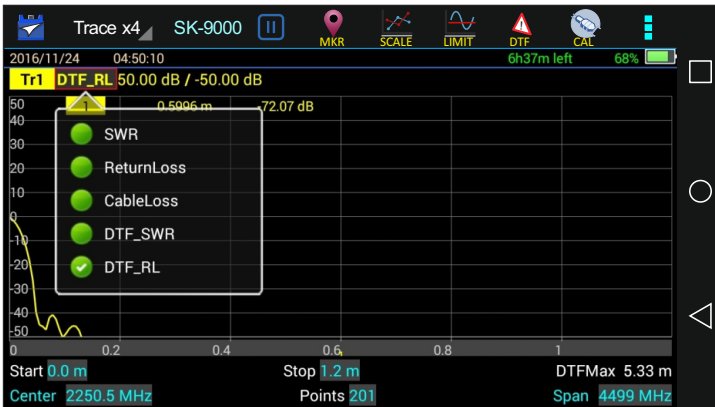 Trace x4 SK-9000 MKR SCALE LIMIT DTF CAL
2016/11/24 04:50:10 6h37m left 68%
Tr1 DTF_RL 50.00 dB / -50.00 dB
50 1 0.5996 m -72.07 dB
40
SWR
30
20 ReturnLoss
10 CableLoss
0
DTF_SWR
-10
-20 DTF_RL
-30
-40
-50
0 0.2 0.4 0.6 0.8 1
Start 0.0 m Stop 1.2 m DTFMax 5.33 m
Center 2250.5 MHz Points 201 Span 4499 MHz